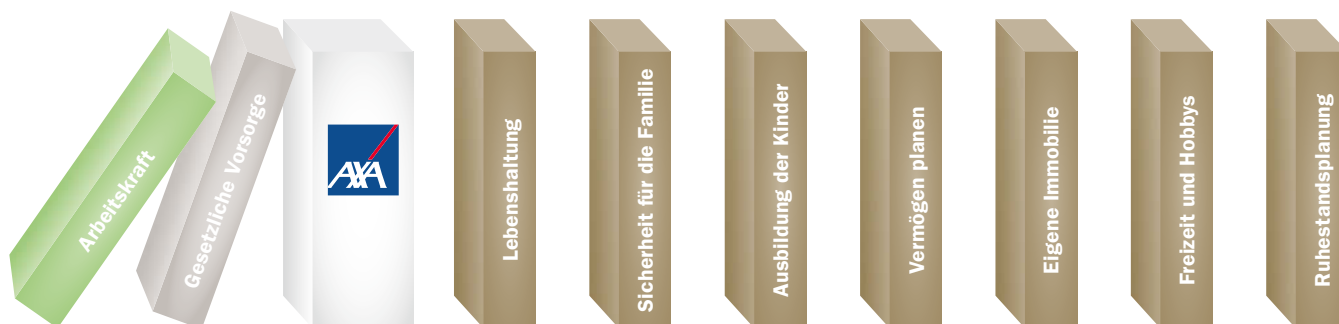 Arbeitskraft
Gesetzliche Vorsorge
AXA
Lebenshaltung
Sicherheit für die Familie
Ausbildung der Kinder
Vermögen planen
Eigene Immobilie
Freizeit und Hobbys
Ruhestandsplanung